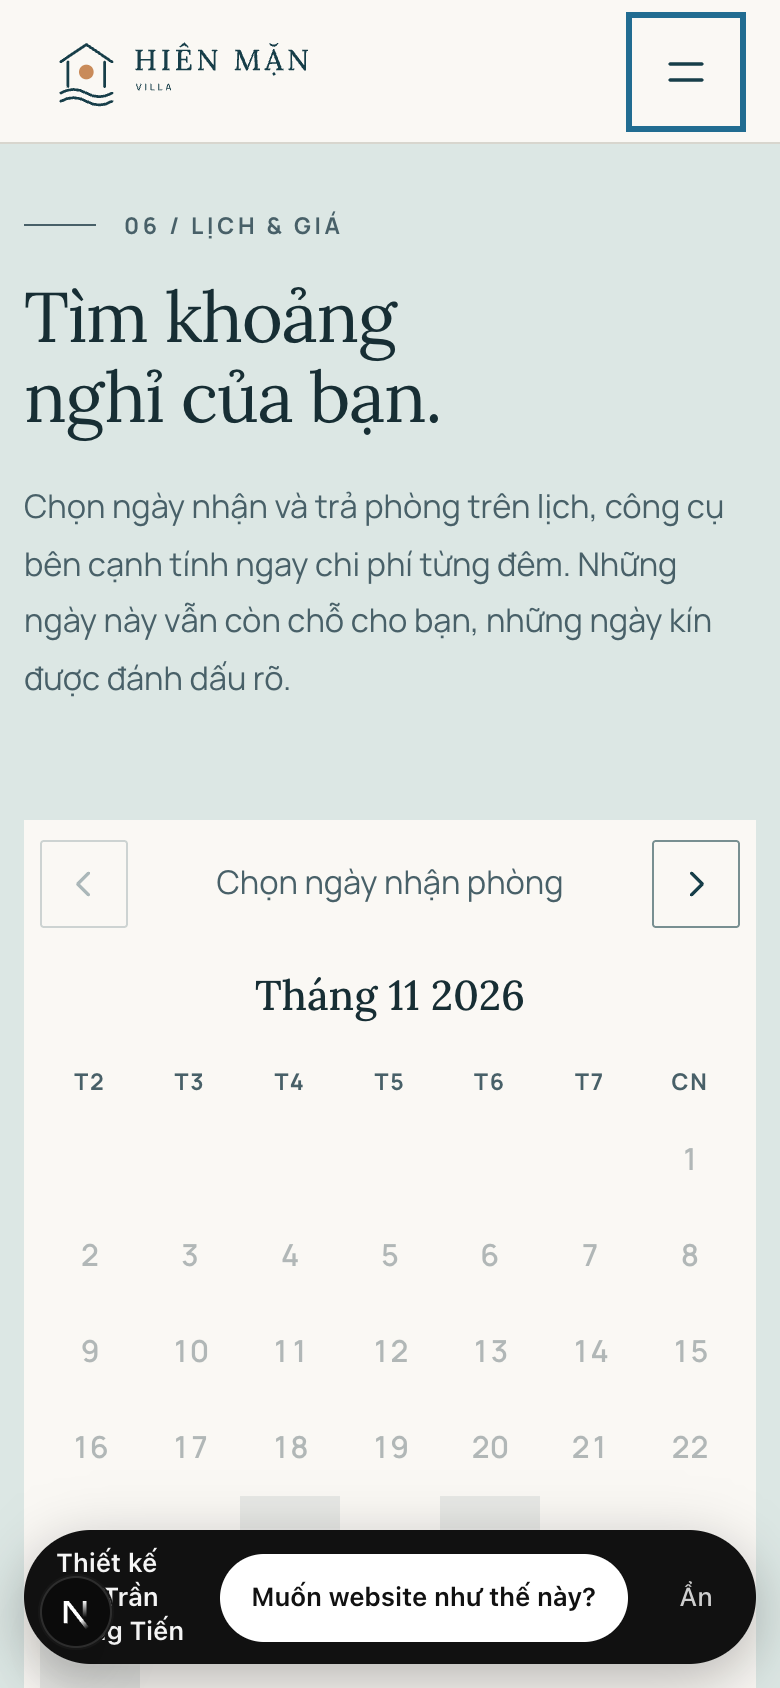 HIÊN MẶN
VILLA
06 / LỊCH & GIÁ
Tìm khoảng
nghỉ của bạn.
Chọn ngày nhận và trả phòng trên lịch, công cụ
bên cạnh tính ngay chi phí từng đêm. Những
ngày này vẫn còn chỗ cho bạn, những ngày kín
được đánh dấu rõ.
Chọn ngày nhận phòng
Tháng 11 2026
T2 T3 T4 T5 T6 T7 CN
1
2 3 4 5 6 7 8
9 10 11 12 13 14 15
16 17 18 19 20 21 22
Thiết kế
Trần
Tiến
N
Muốn website như thế này?
Ẩn